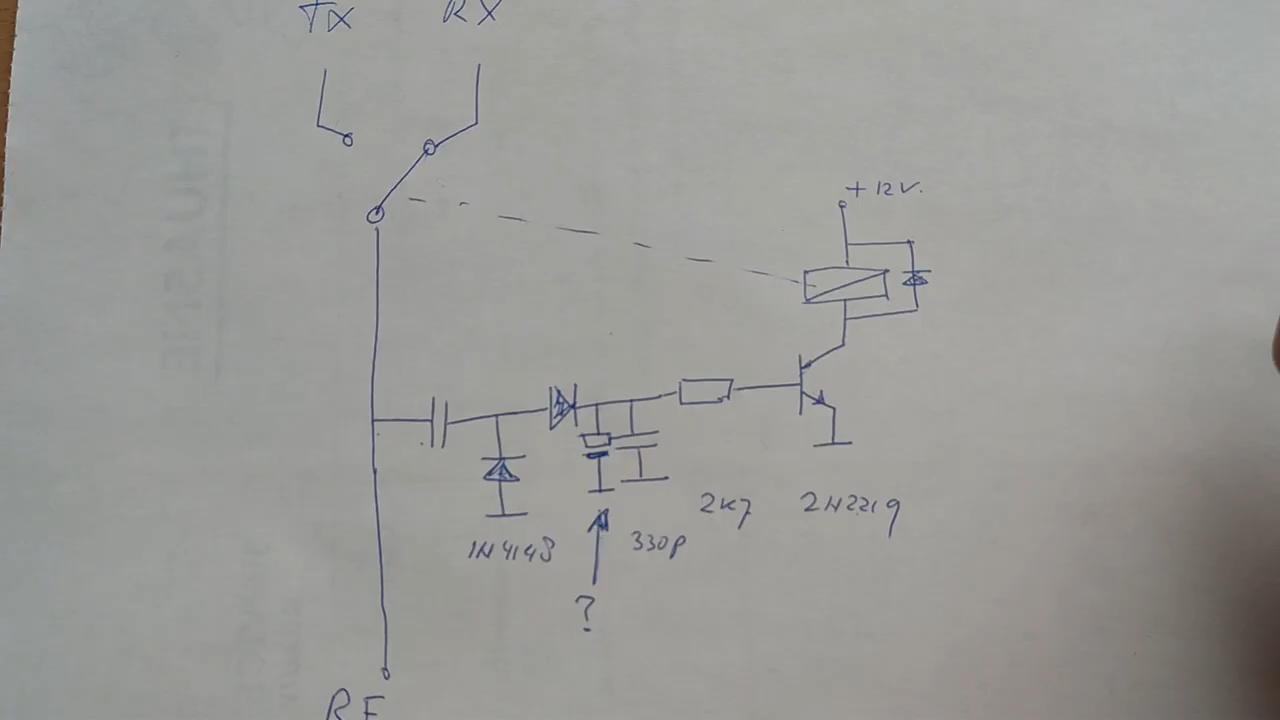 TX RX
+ 12V.
2K7 2N2219
1N4148 330p
?
RF